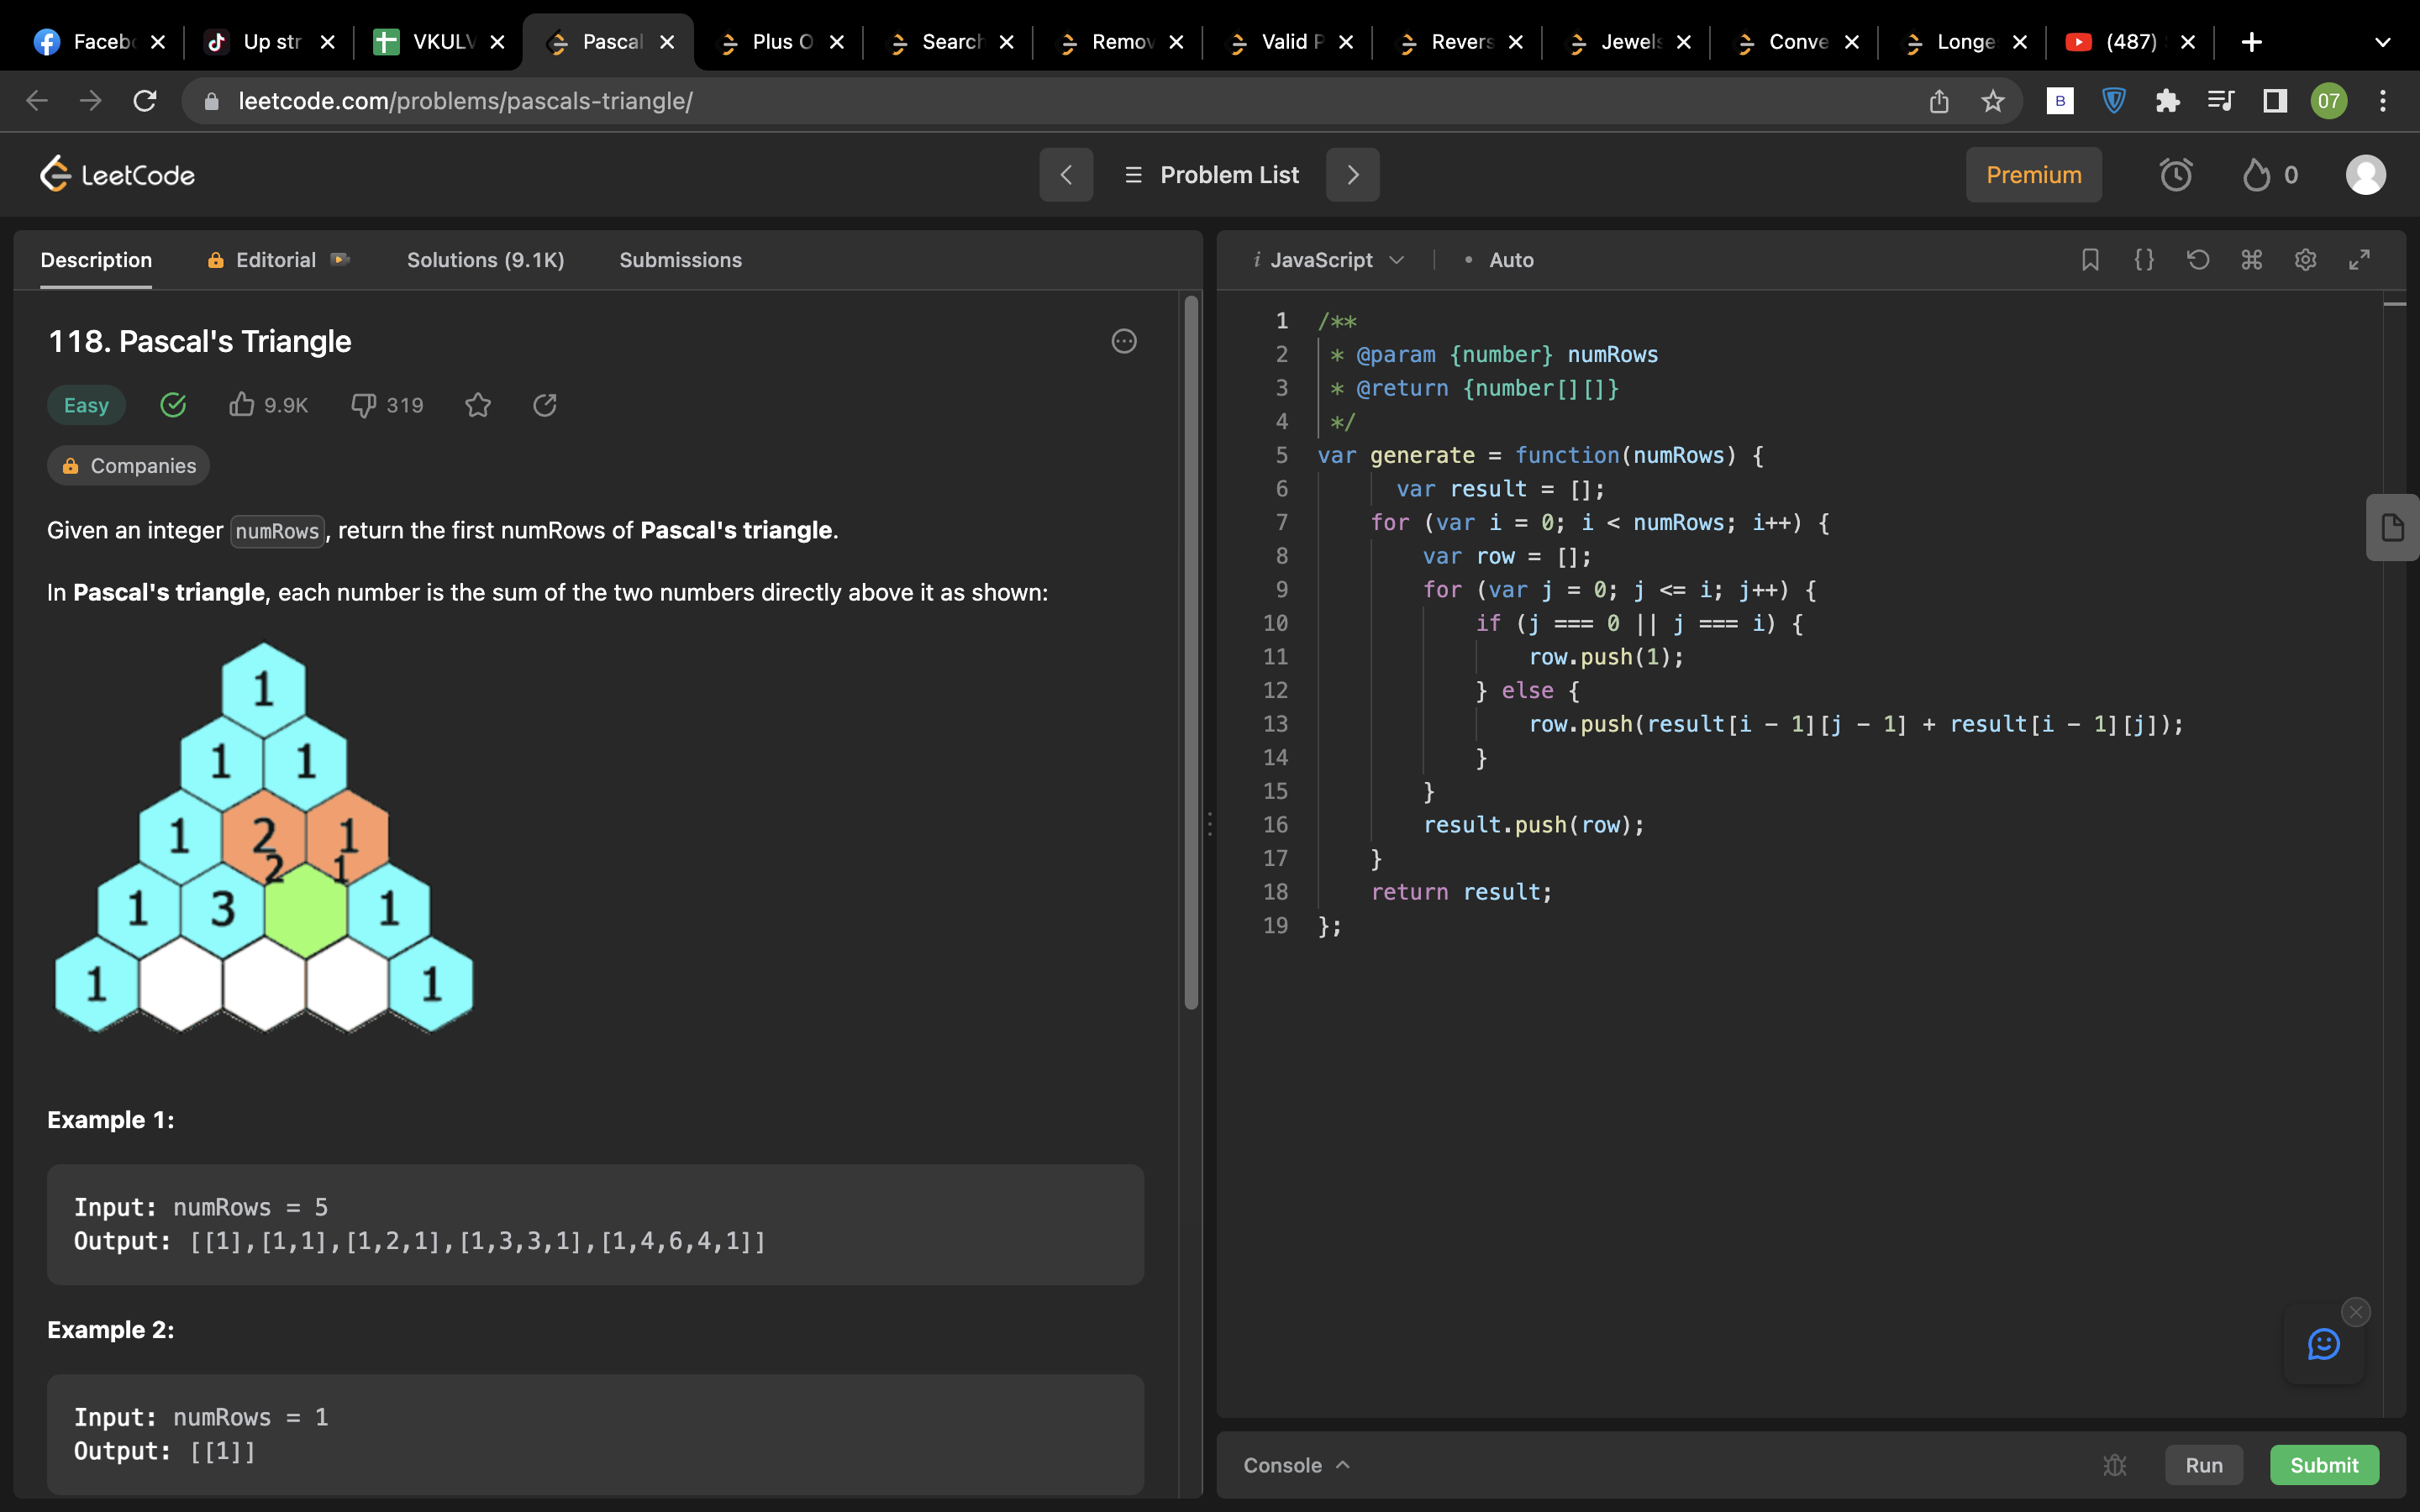 Faceb
Up str
VKULV
Pascal
Plus O
Search
Remov
Valid P
Revers
Jewels
Conve
Longe
(487)
leetcode.com/problems/pascals-triangle/
B
07
LeetCode
Problem List
Premium
0
Description
Editorial
Solutions (9.1K)
Submissions
118. Pascal's Triangle
Easy
9.9K
319
Companies
Given an integer numRows, return the first numRows of Pascal's triangle.
In Pascal's triangle, each number is the sum of the two numbers directly above it as shown:
1
1 1
1 2 1
2 1
1 3 1
1 1
Example 1:
Input: numRows = 5
Output: [[1],[1,1],[1,2,1],[1,3,3,1],[1,4,6,4,1]]
Example 2:
Input: numRows = 1
Output: [[1]]
i JavaScript
• Auto
1 /**
2 * @param {number} numRows
3 * @return {number[][]}
4 */
5 var generate = function(numRows) {
6 var result = [];
7 for (var i = 0; i < numRows; i++) {
8 var row = [];
9 for (var j = 0; j <= i; j++) {
10 if (j === 0 || j === i) {
11 row.push(1);
12 } else {
13 row.push(result[i - 1][j - 1] + result[i - 1][j]);
14 }
15 }
16 result.push(row);
17 }
18 return result;
19 };
Console
Run
Submit